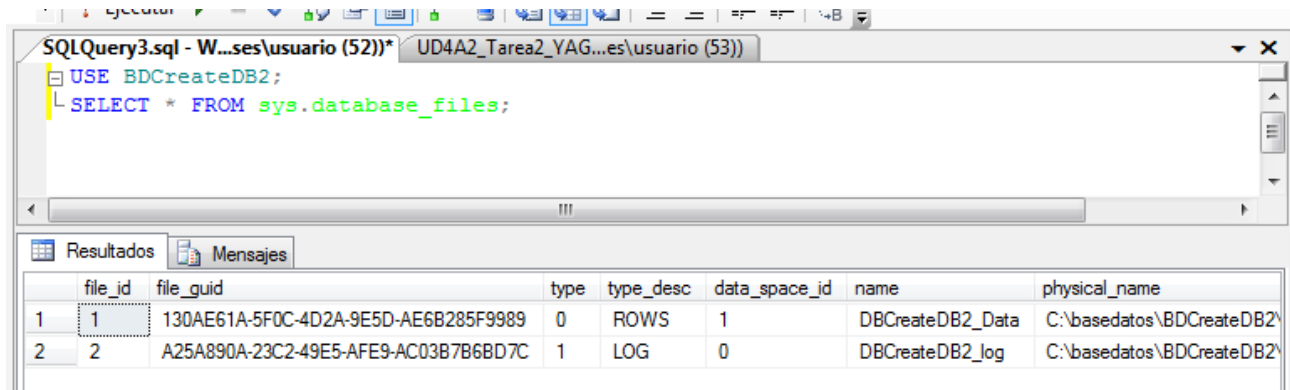 Ejecutar
SQLQuery3.sql - W...ses\usuario (52))* UD4A2_Tarea2_YAG...es\usuario (53))
USE BDCreateDB2;
SELECT * FROM sys.database_files;
Resultados Mensajes
file_id file_guid type type_desc data_space_id name physical_name
1 1 130AE61A-5F0C-4D2A-9E5D-AE6B285F9989 0 ROWS 1 DBCreateDB2_Data C:\basedatos\BDCreateDB2\
2 2 A25A890A-23C2-49E5-AFE9-AC03B7B6BD7C 1 LOG 0 DBCreateDB2_log C:\basedatos\BDCreateDB2\